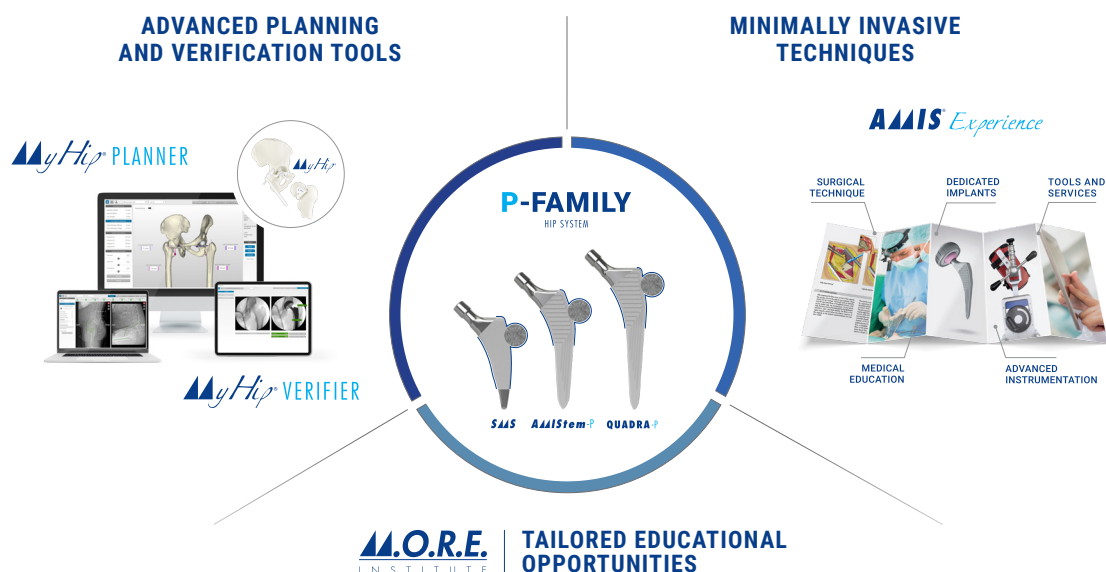 ADVANCED PLANNING
AND VERIFICATION TOOLS
MINIMALLY INVASIVE
TECHNIQUES
MyHip® PLANNER
MyHip®
MyHip® VERIFIER
AMIS® Experience
SURGICAL
TECHNIQUE
DEDICATED
IMPLANTS
TOOLS AND
SERVICES
MEDICAL
EDUCATION
ADVANCED
INSTRUMENTATION
P-FAMILY
HIP SYSTEM
SMS
AMIStem-P
QUADRA-P
M.O.R.E.
INSTITUTE
TAILORED EDUCATIONAL
OPPORTUNITIES